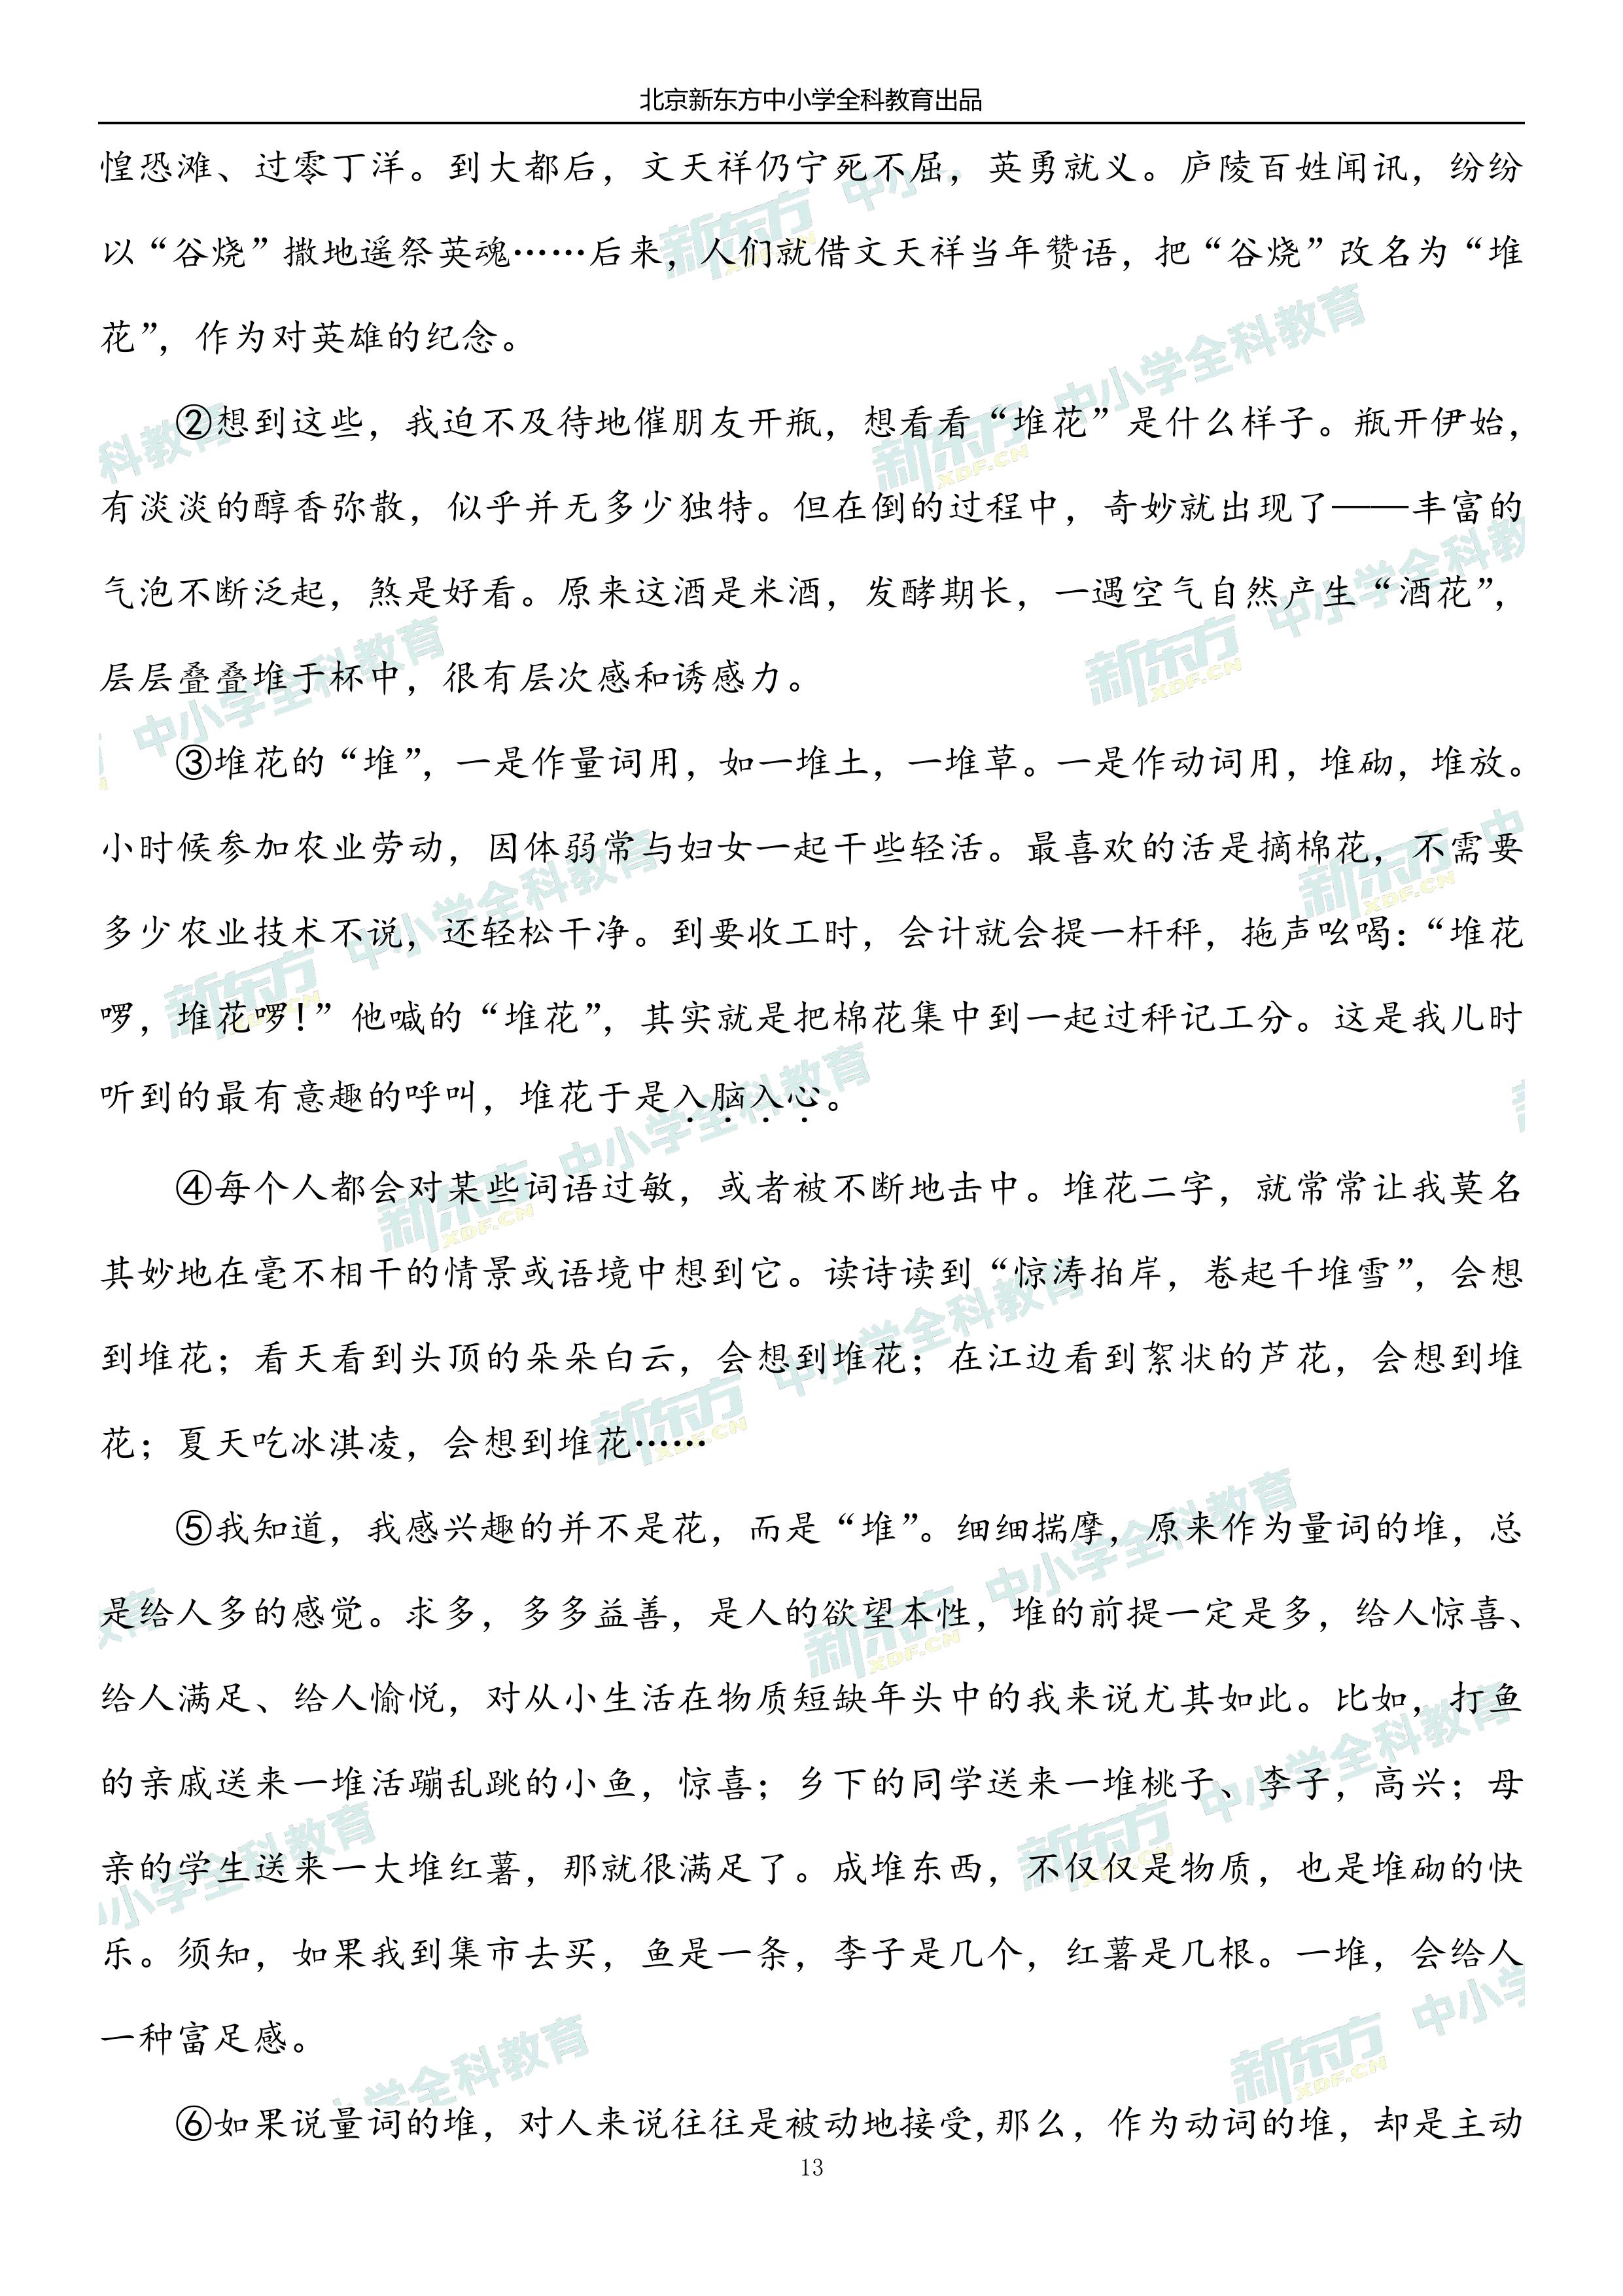 北京新东方中小学全科教育出品
惶恐滩、过零丁洋。到大都后，文天祥仍宁死不屈，英勇就义。庐陵百姓闻讯，纷纷
以“谷烧”撒地遥祭英魂……后来，人们就借文天祥当年赞语，把“谷烧”改名为“堆
花”，作为对英雄的纪念。
②想到这些，我迫不及待地催朋友开瓶，想看看“堆花”是什么样子。瓶开伊始，
有淡淡的醇香弥散，似乎并无多少独特。但在倒的过程中，奇妙就出现了——丰富的
气泡不断泛起，煞是好看。原来这酒是米酒，发酵期长，一遇空气自然产生“酒花”，
层层叠叠堆于杯中，很有层次感和诱感力。
③堆花的“堆”，一是作量词用，如一堆土，一堆草。一是作动词用，堆砌，堆放。
小时候参加农业劳动，因体弱常与妇女一起干些轻活。最喜欢的活是摘棉花，不需要
多少农业技术不说，还轻松干净。到要收工时，会计就会提一杆秤，拖声吆喝：“堆花
啰，堆花啰！”他喊的“堆花”，其实就是把棉花集中到一起过秤记工分。这是我儿时
听到的最有意趣的呼叫，堆花于是入脑入心。
④每个人都会对某些词语过敏，或者被不断地击中。堆花二字，就常常让我莫名
其妙地在毫不相干的情景或语境中想到它。读诗读到“惊涛拍岸，卷起千堆雪”，会想
到堆花；看天看到头顶的朵朵白云，会想到堆花；在江边看到絮状的芦花，会想到堆
花；夏天吃冰淇凌，会想到堆花……
⑤我知道，我感兴趣的并不是花，而是“堆”。细细揣摩，原来作为量词的堆，总
是给人多的感觉。求多，多多益善，是人的欲望本性，堆的前提一定是多，给人惊喜、
给人满足、给人愉悦，对从小生活在物质短缺年头中的我来说尤其如此。比如，打鱼
的亲戚送来一堆活蹦乱跳的小鱼，惊喜；乡下的同学送来一堆桃子、李子，高兴；母
亲的学生送来一大堆红薯，那就很满足了。成堆东西，不仅仅是物质，也是堆砌的快
乐。须知，如果我到集市去买，鱼是一条，李子是几个，红薯是几根。一堆，会给人
一种富足感。
⑥如果说量词的堆，对人来说往往是被动地接受,那么，作为动词的堆，却是主动
13